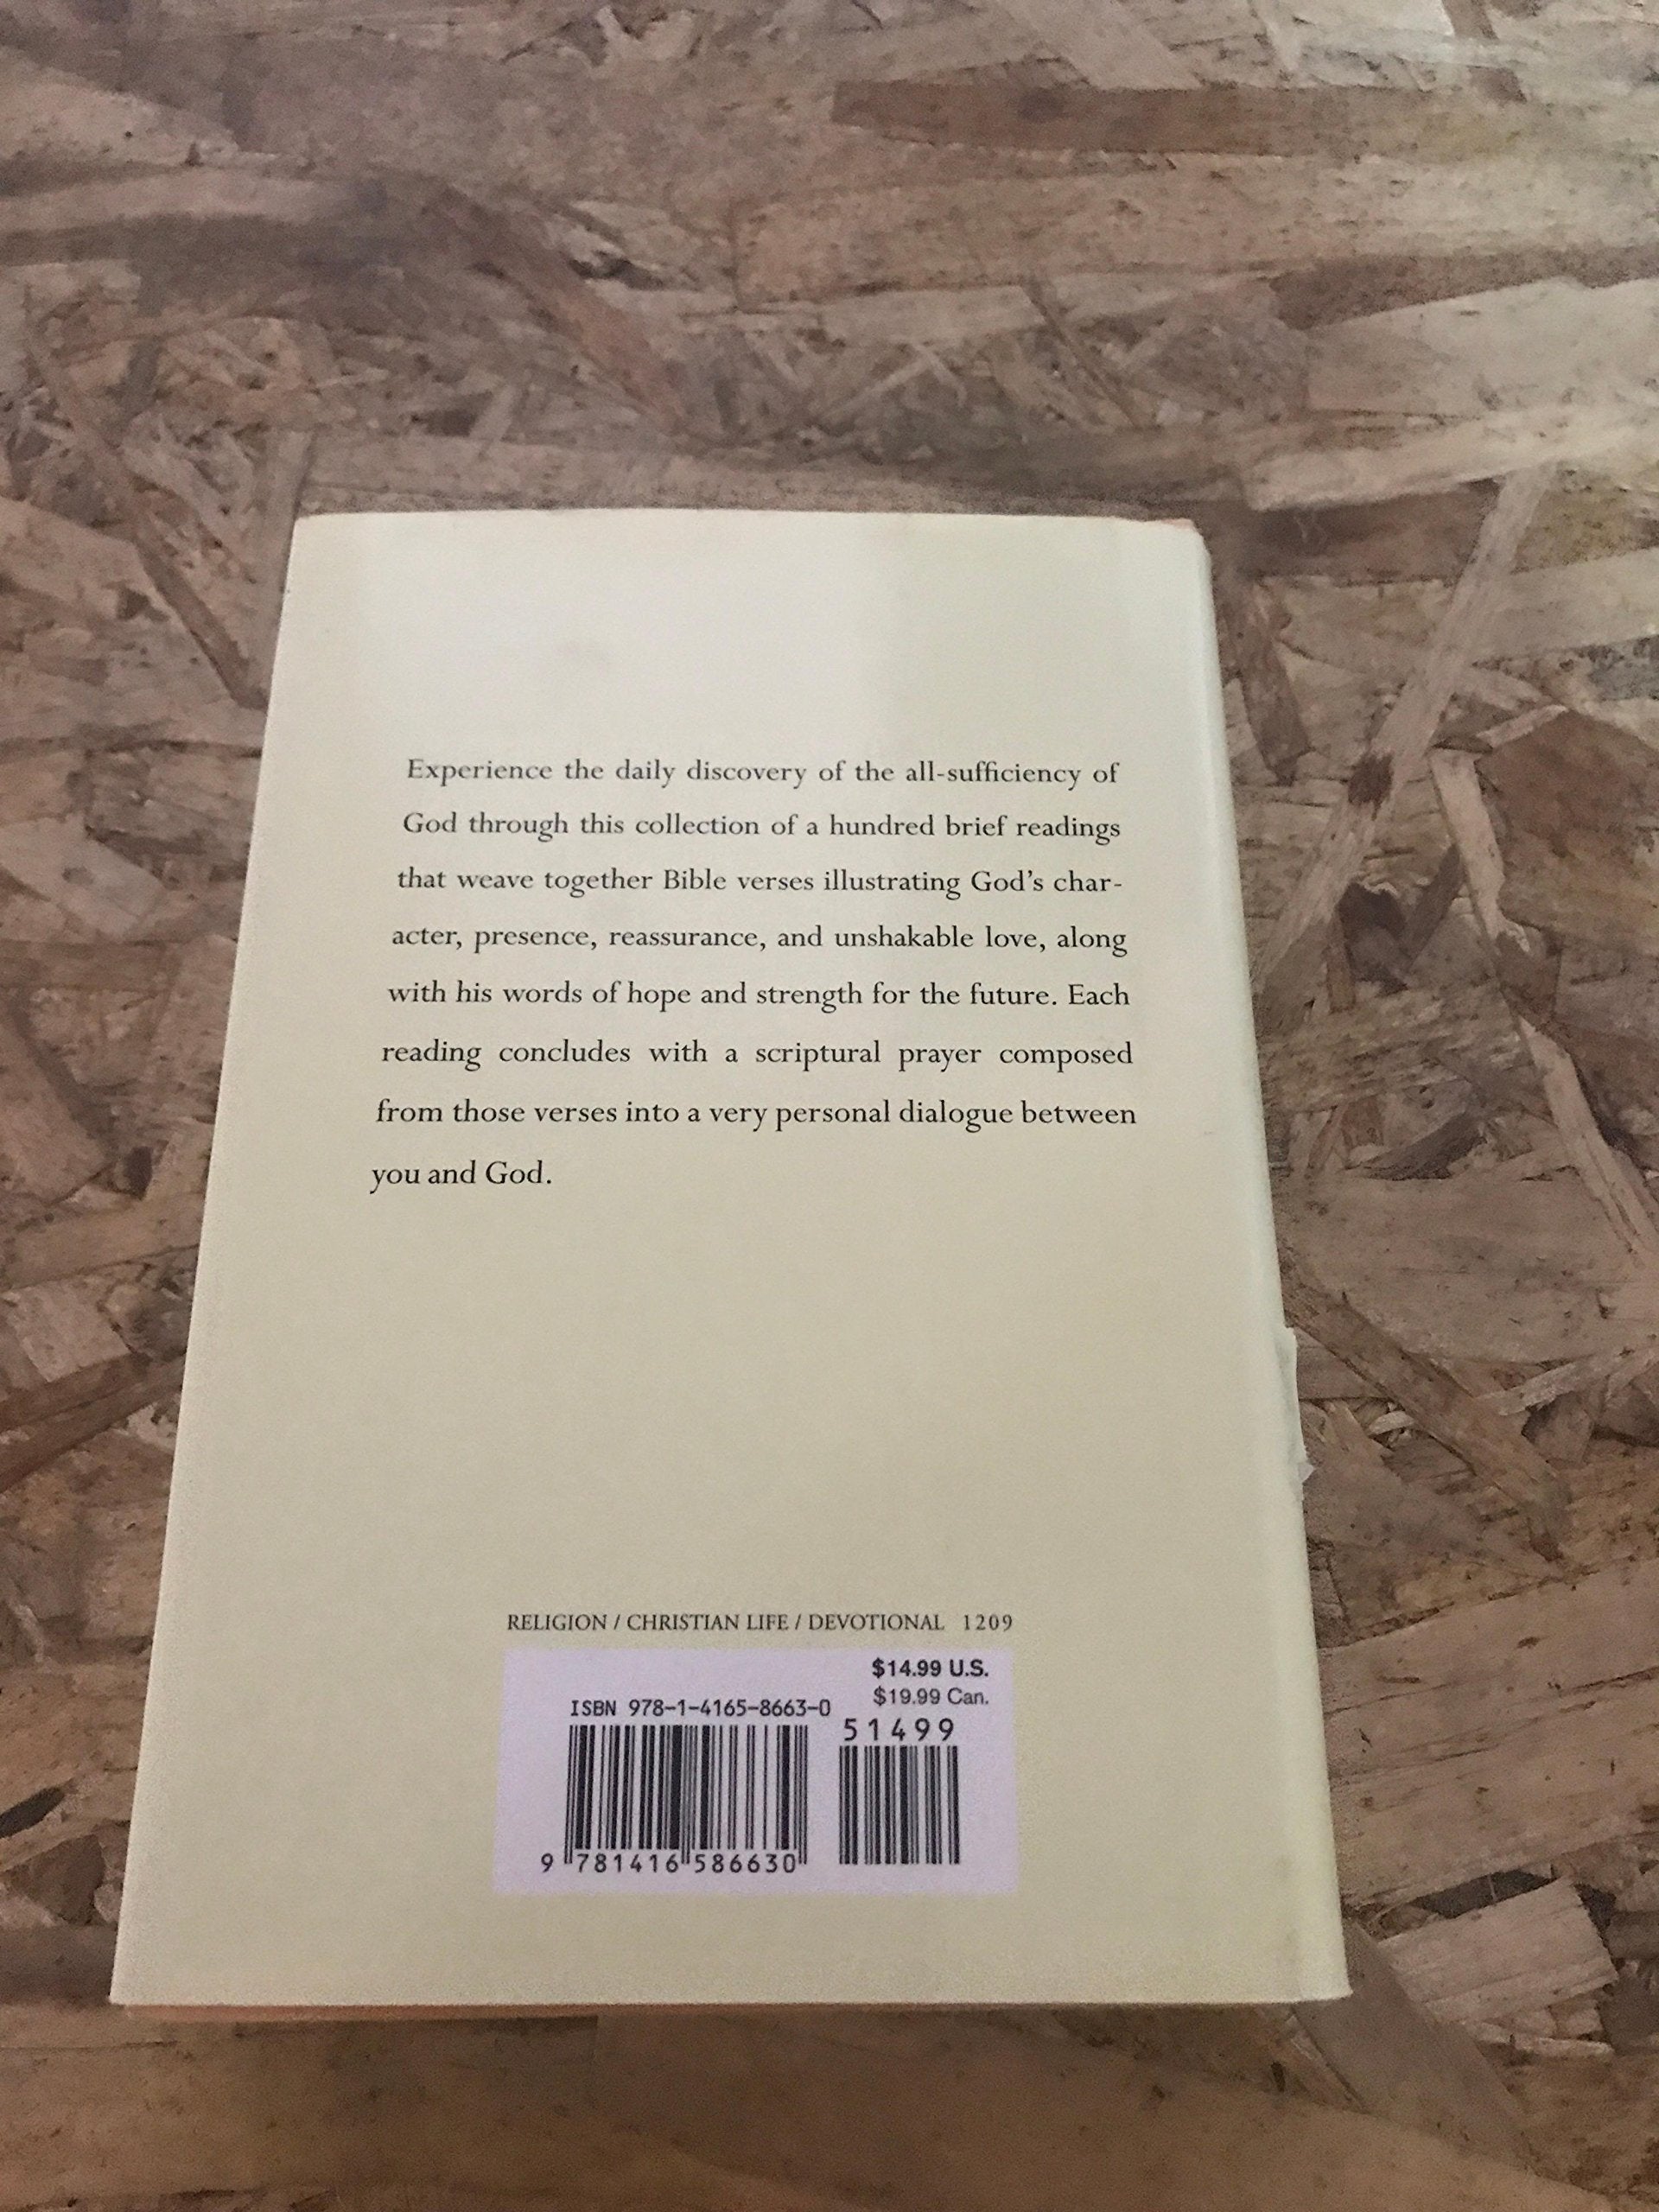 Experience the daily discovery of the all-sufficiency of
God through this collection of a hundred brief readings
that weave together Bible verses illustrating God's char-
acter, presence, reassurance, and unshakable love, along
with his words of hope and strength for the future. Each
reading concludes with a scriptural prayer composed
from those verses into a very personal dialogue between
you and God.
RELIGION / CHRISTIAN LIFE / DEVOTIONAL 1209
$14.99 U.S.
$19.99 Can.
ISBN 978-1-4165-8663-0
51499
9 781416 586630